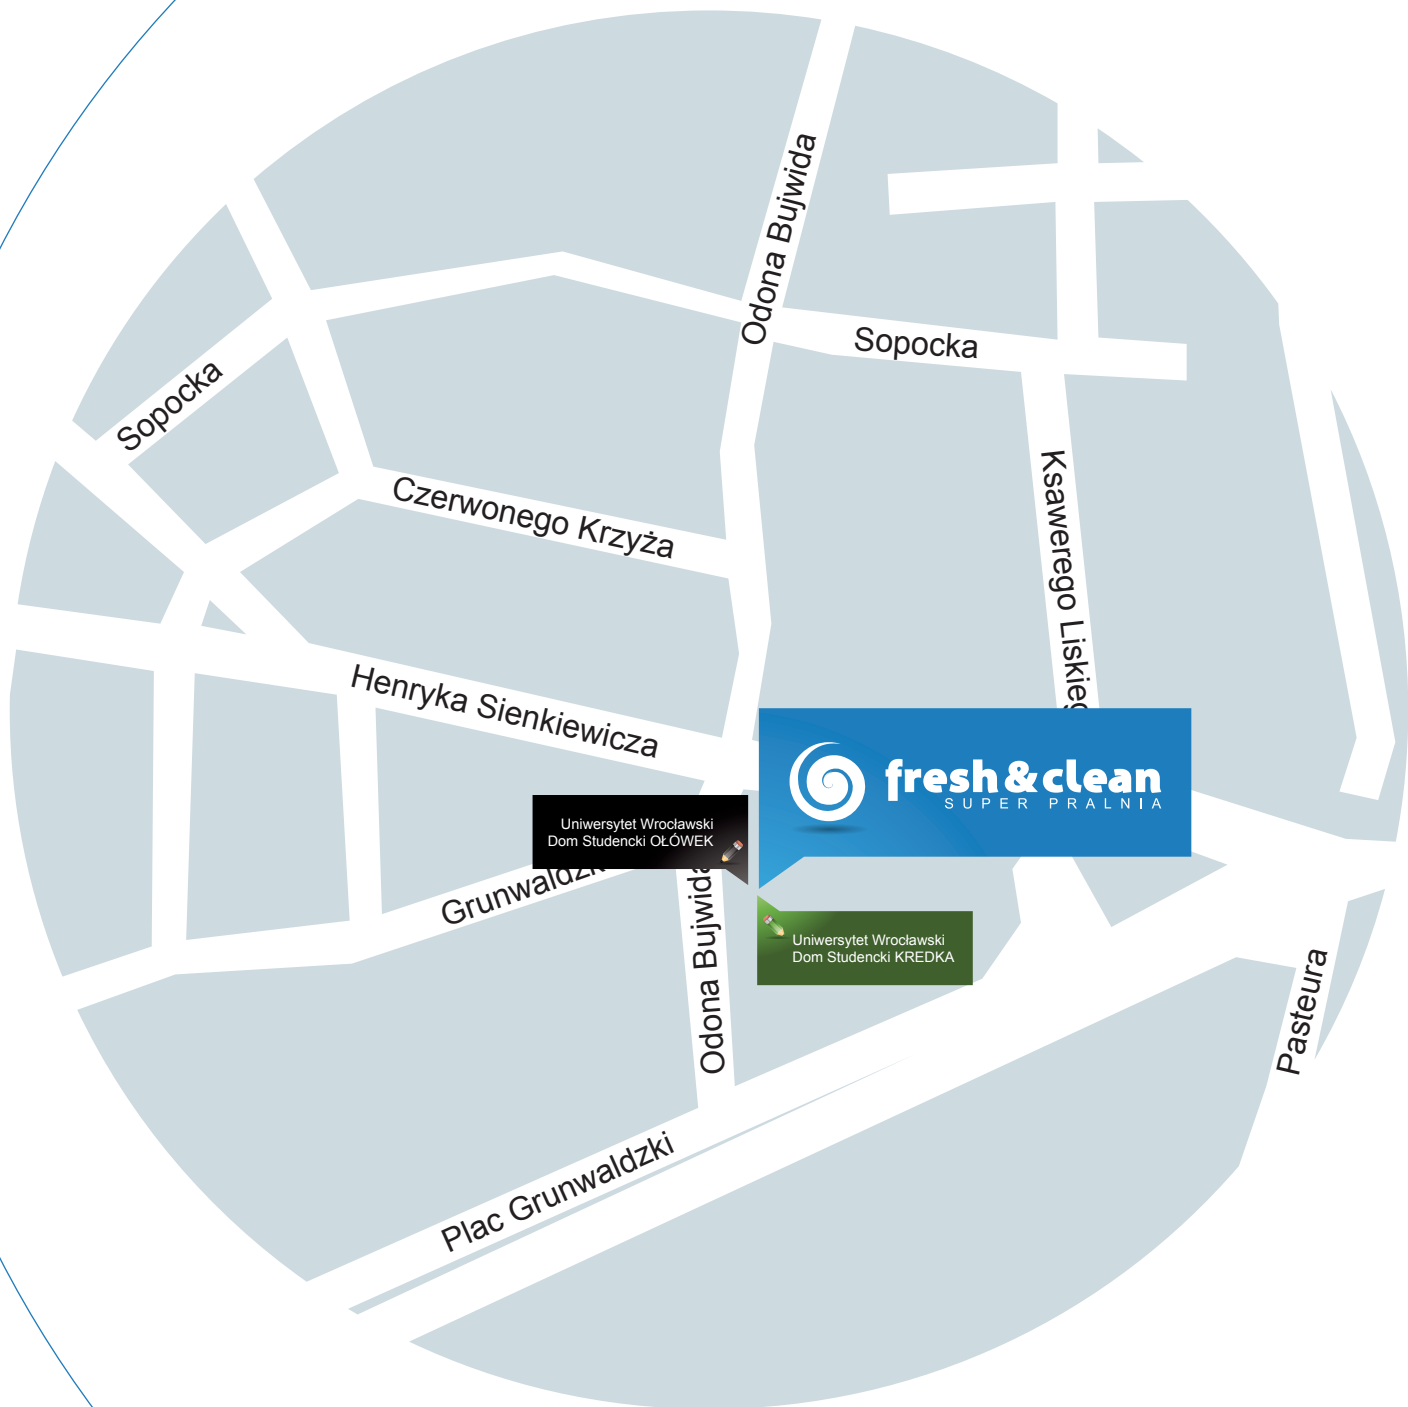 Odona Bujwida
Sopocka
Sopocka
Czerwonego Krzyża
Ksawerego Liskieg
Henryka Sienkiewicza
fresh&clean
SUPER PRALNIA
Uniwersytet Wrocławski
Dom Studencki OŁÓWEK
Grunwaldzk
Odona Bujwida
Uniwersytet Wrocławski
Dom Studencki KREDKA
Pasteura
Plac Grunwaldzki